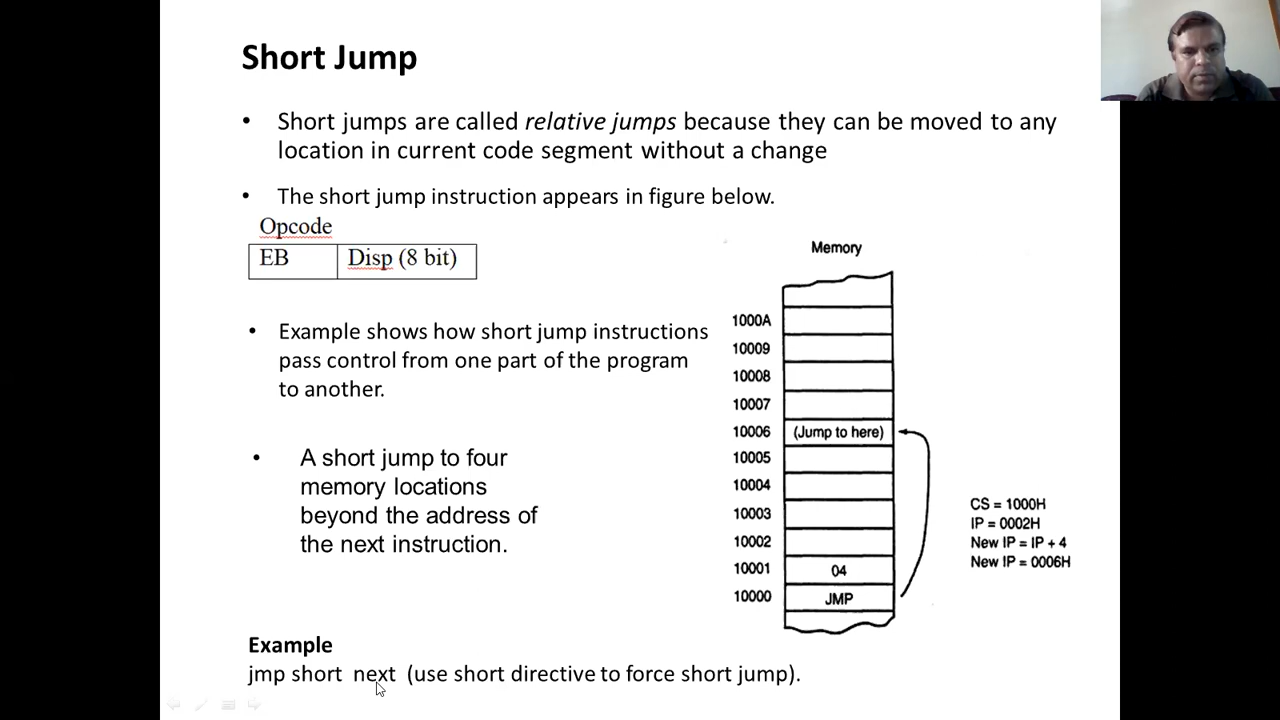 Short Jump
• Short jumps are called relative jumps because they can be moved to any
location in current code segment without a change
• The short jump instruction appears in figure below.
Opcode
EB Disp (8 bit)
• Example shows how short jump instructions
pass control from one part of the program
to another.
• A short jump to four
memory locations
beyond the address of
the next instruction.
Memory
1000A
10009
10008
10007
10006 (Jump to here)
10005
10004
10003
10002
10001 04
10000 JMP
CS = 1000H
IP = 0002H
New IP = IP + 4
New IP = 0006H
Example
jmp short next (use short directive to force short jump).